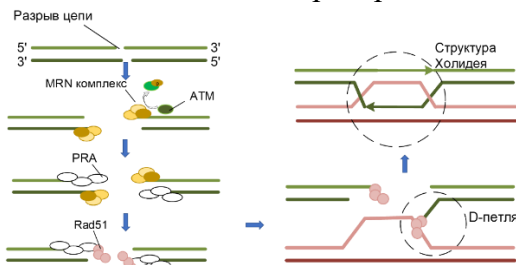 Разрыв цепи
5' 3'
3' 5'
MRN комплекс
ATM
PRA
Rad51
Структура
Холидея
D-петля